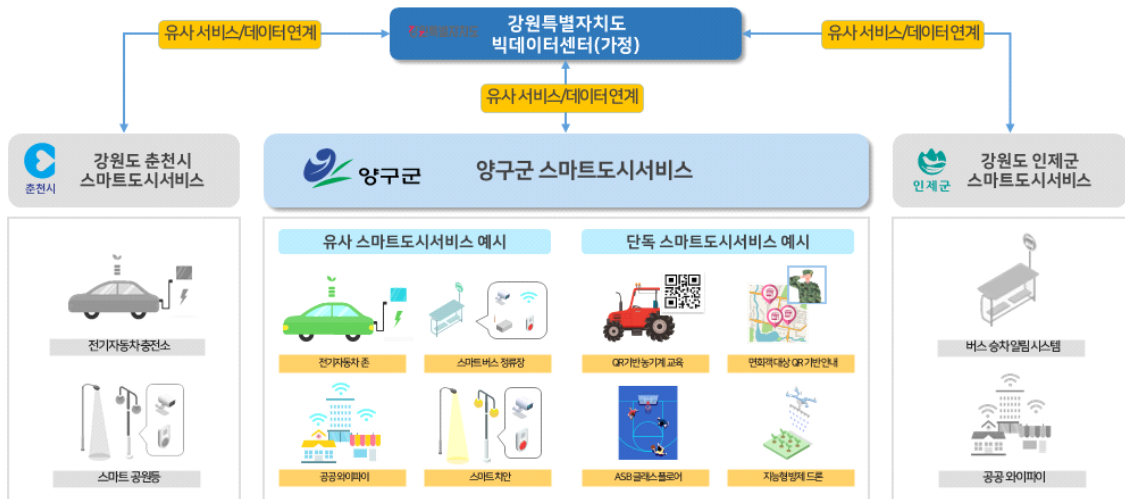 강원특별자치도
빅데이터센터(가정)
유사 서비스/데이터 연계
유사 서비스/데이터 연계
유사 서비스/데이터 연계
춘천시
강원도 춘천시
스마트도시서비스
양구군
양구군 스마트도시서비스
인제군
강원도 인제군
스마트도시서비스
전기자동차 충전소
스마트 공원등
유사 스마트도시서비스 예시
단독 스마트도시서비스 예시
전기자동차 존
스마트 버스 정류장
QR기반 농기계 교육
면회객 대상 QR 기반 안내
공공 와이파이
스마트 치안
ASB 글래스 플로어
지능형 방제 드론
버스 승차 알림 시스템
공공 와이파이